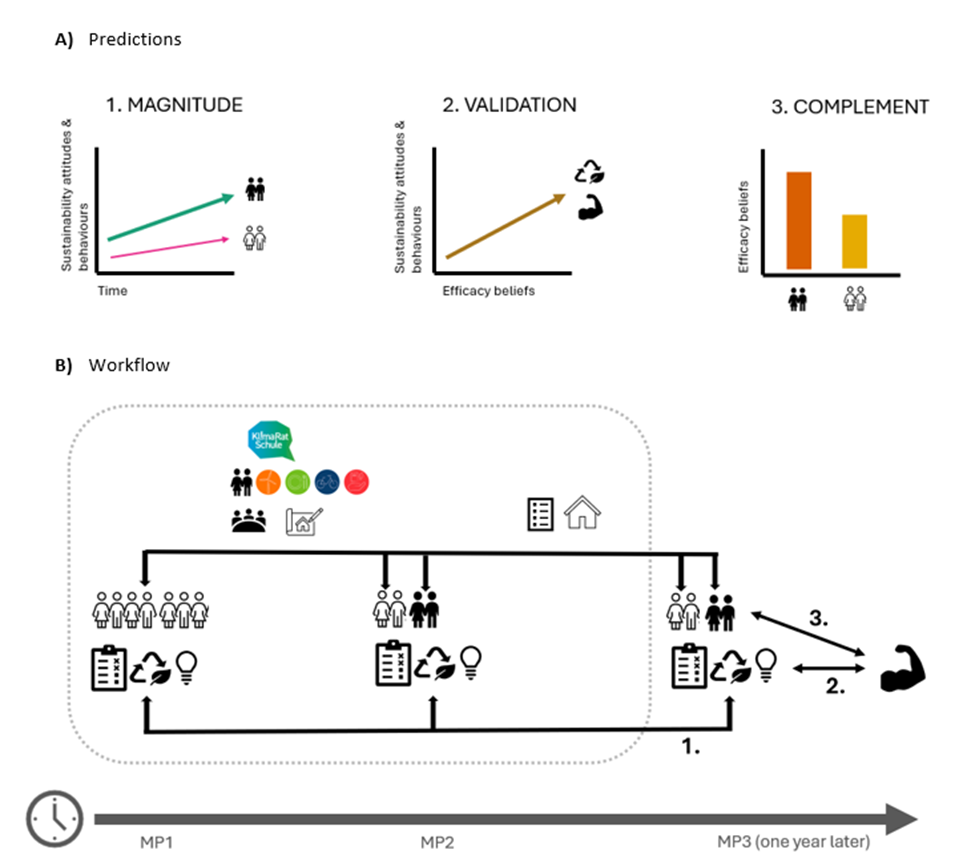 A) Predictions
1. MAGNITUDE
2. VALIDATION
3. COMPLEMENT
Sustainability attitudes &
behaviours
Time
Sustainability attitudes &
behaviours
Efficacy beliefs
Efficacy beliefs
B) Workflow
KlimaRat
Schule
3.
2.
1.
MP1
MP2
MP3 (one year later)